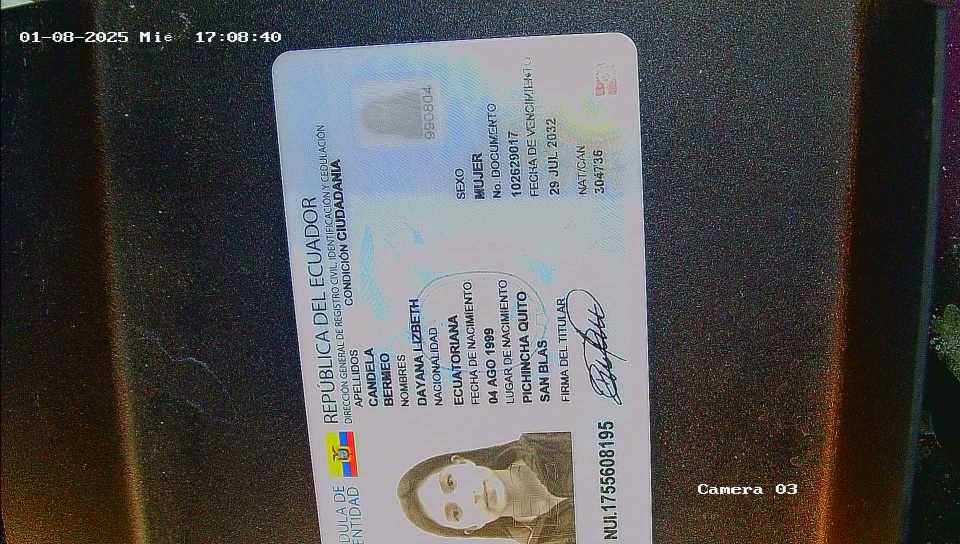 01-08-2025 Mié 17:08:40
DULA DE
ENTIDAD
REPÚBLICA DEL ECUADOR
DIRECCIÓN GENERAL DE REGISTRO CIVIL, IDENTIFICACIÓN Y CEDULACIÓN
APELLIDOS
CONDICIÓN CIUDADANÍA
CANDELA
BERMEO
NOMBRES
DAYANA LIZBETH
NACIONALIDAD
ECUATORIANA
FECHA DE NACIMIENTO
04 AGO 1999
LUGAR DE NACIMIENTO
PICHINCHA QUITO
SAN BLAS
FIRMA DEL TITULAR
990804
SEXO
MUJER
No. DOCUMENTO
102629017
FECHA DE VENCIMIENTO
29 JUL 2032
NAT/CAN
304736
NUI.1755608195
Camera 03